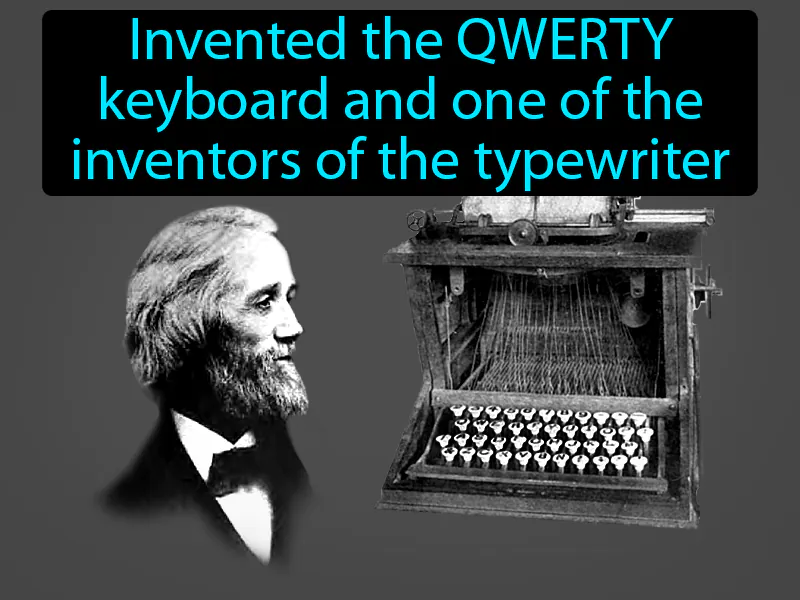 Invented the QWERTY
keyboard and one of the
inventors of the typewriter